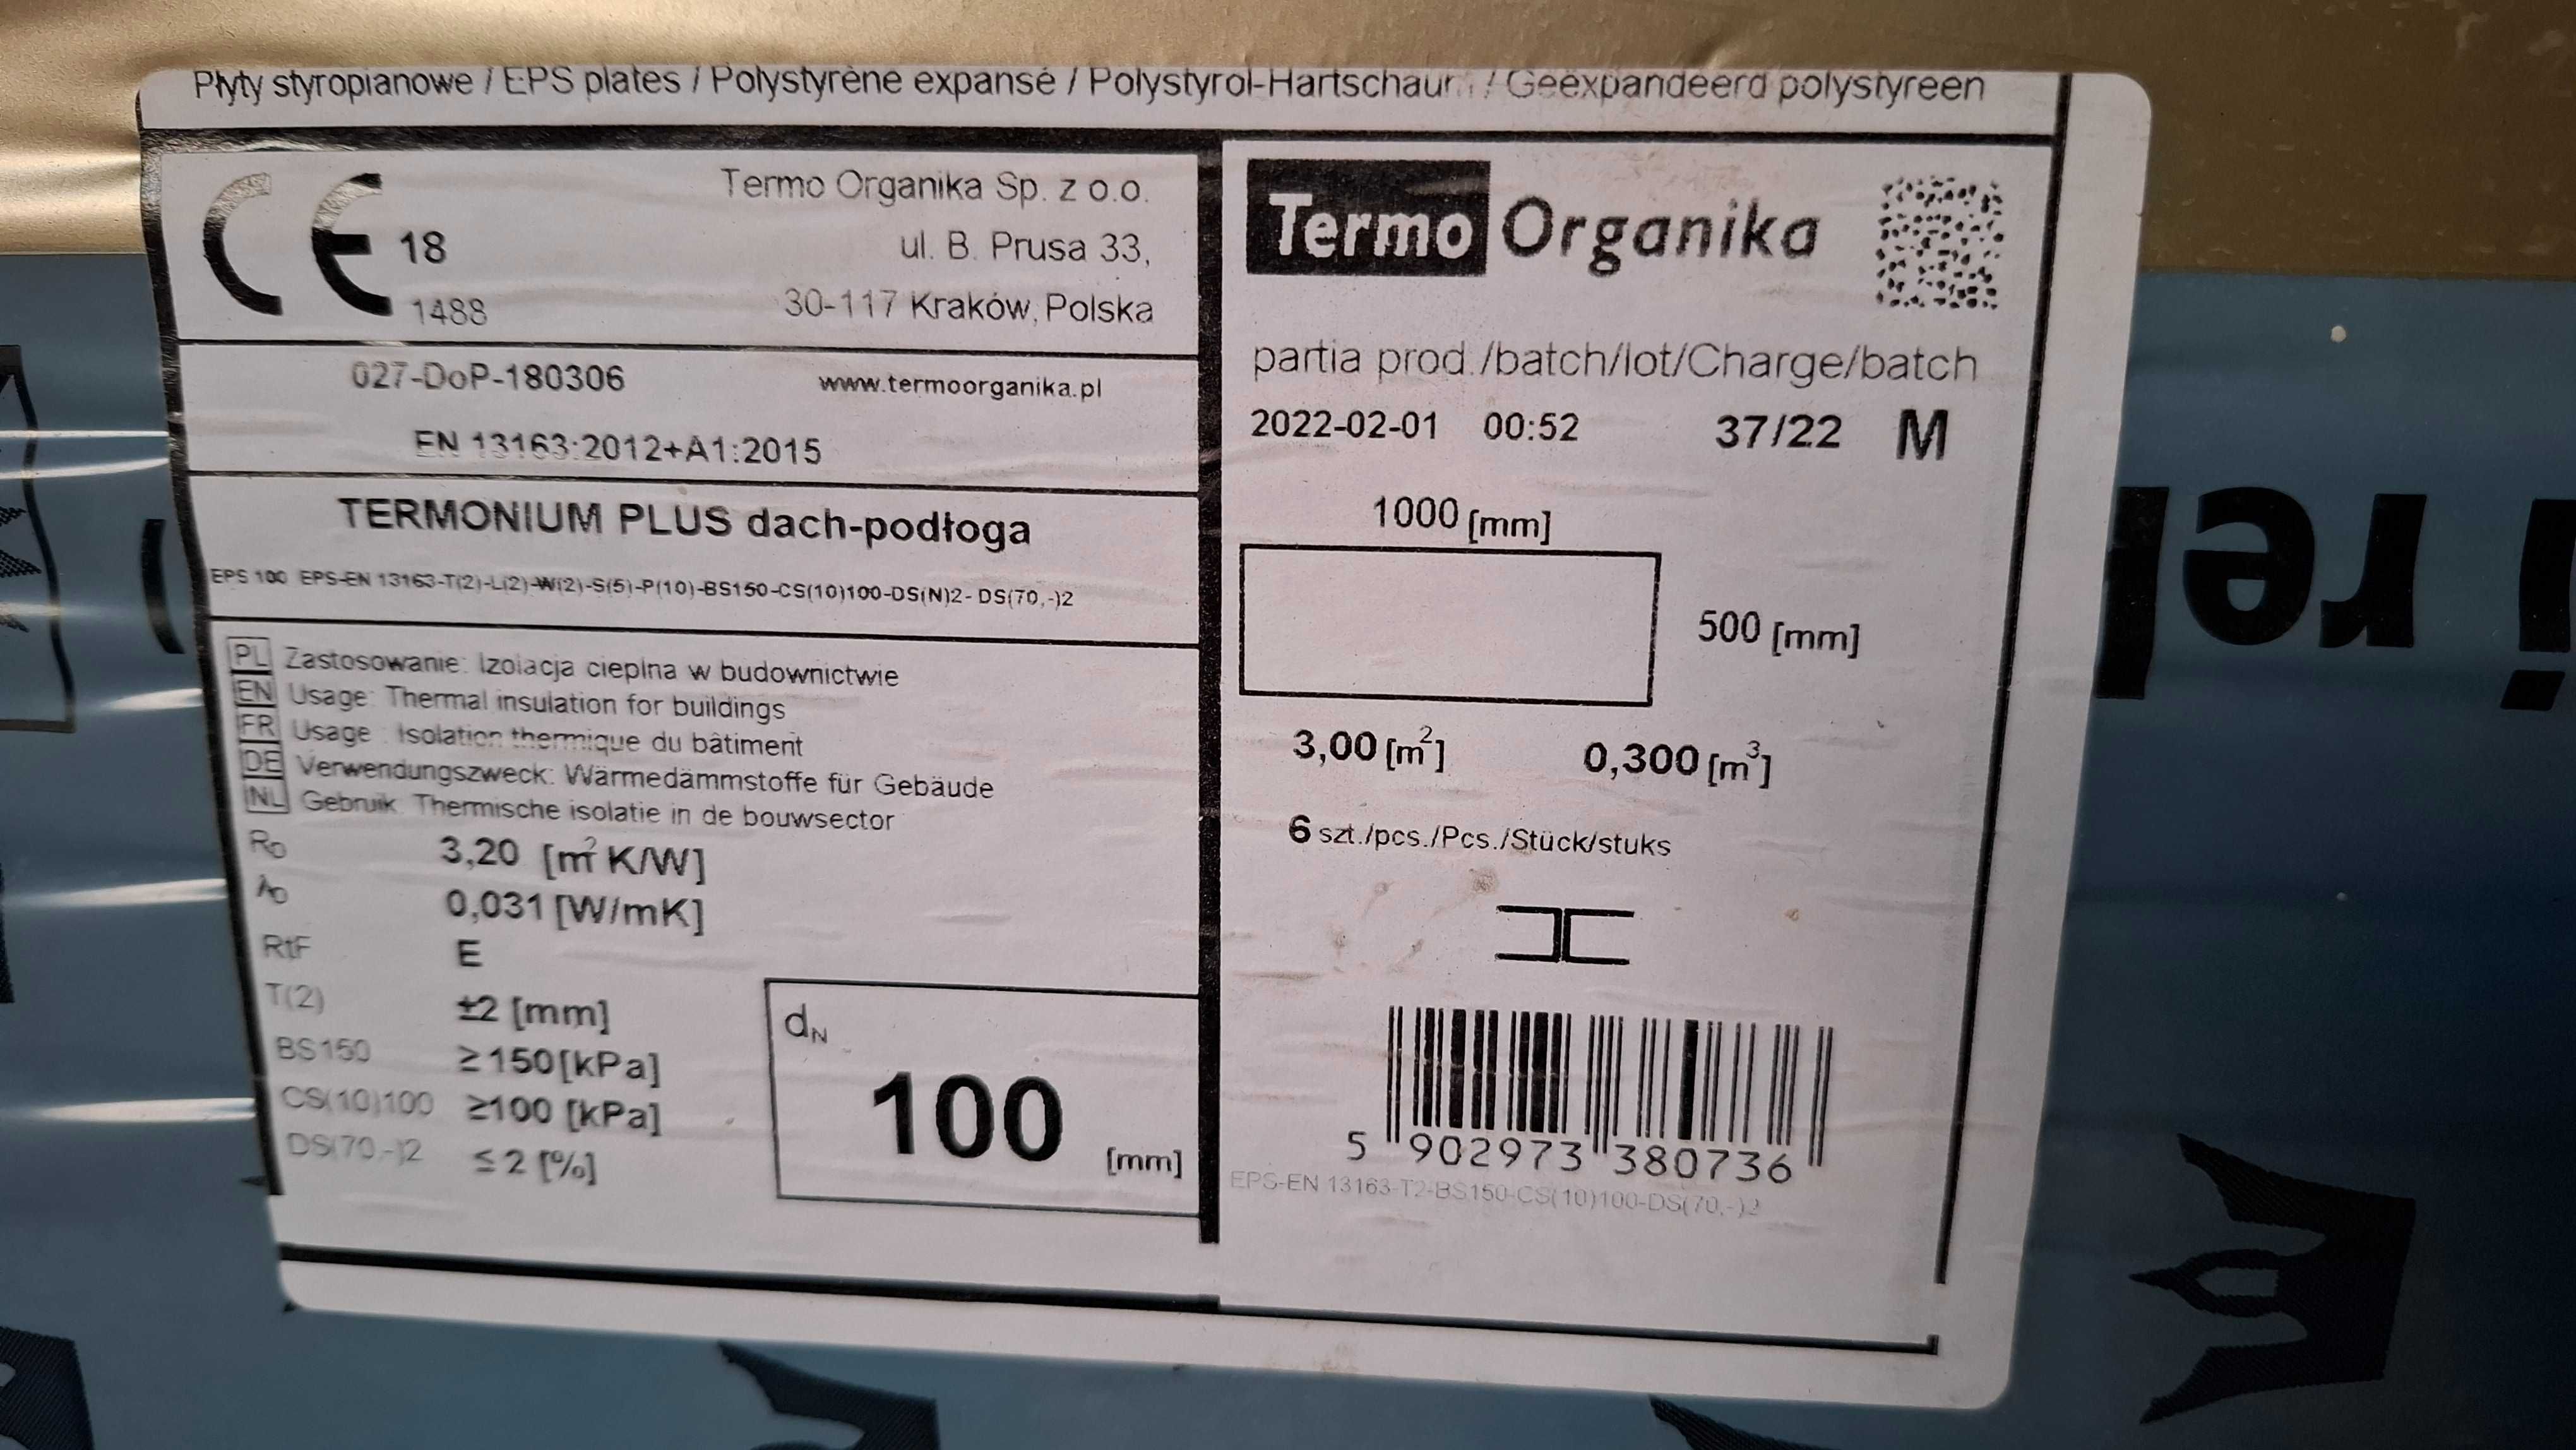 Płyty styropianowe / EPS plates / Polystyrène expansé / Polystyrol-Hartschaum / Geëxpandeerd polystyreen
CE 18
1488
Termo Organika Sp. z o.o.
ul. B. Prusa 33,
30-117 Kraków, Polska
027-DoP-180306 www.termoorganika.pl
EN 13163:2012+A1:2015
TERMONIUM PLUS dach-podłoga
EPS 100 EPS-EN 13163-T(2)-L(2)-W(2)-S(5)-P(10)-BS150-CS(10)100-DS(N)2- DS(70,-)2
PL Zastosowanie: Izolacja cieplna w budownictwie
EN Usage: Thermal insulation for buildings
FR Usage : Isolation thermique du bâtiment
DE Verwendungszweck: Wärmedämmstoffe für Gebäude
NL Gebruik: Thermische isolatie in de bouwsector
RD 3,20 [m² K/W]
λD 0,031 [W/mK]
RtF E
T(2) ±2 [mm]
BS150 ≥150[kPa]
CS(10)100 ≥100 [kPa]
DS(70,-)2 ≤2 [%]
dN
100 [mm]
Termo Organika
partia prod./batch/lot/Charge/batch
2022-02-01 00:52 37/22 M
1000 [mm]
500 [mm]
3,00 [m²] 0,300 [m³]
6 szt./pcs./Pcs./Stück/stuks
5 902973 380736
EPS-EN 13163-T2-BS150-CS(10)100-DS(70,-)2